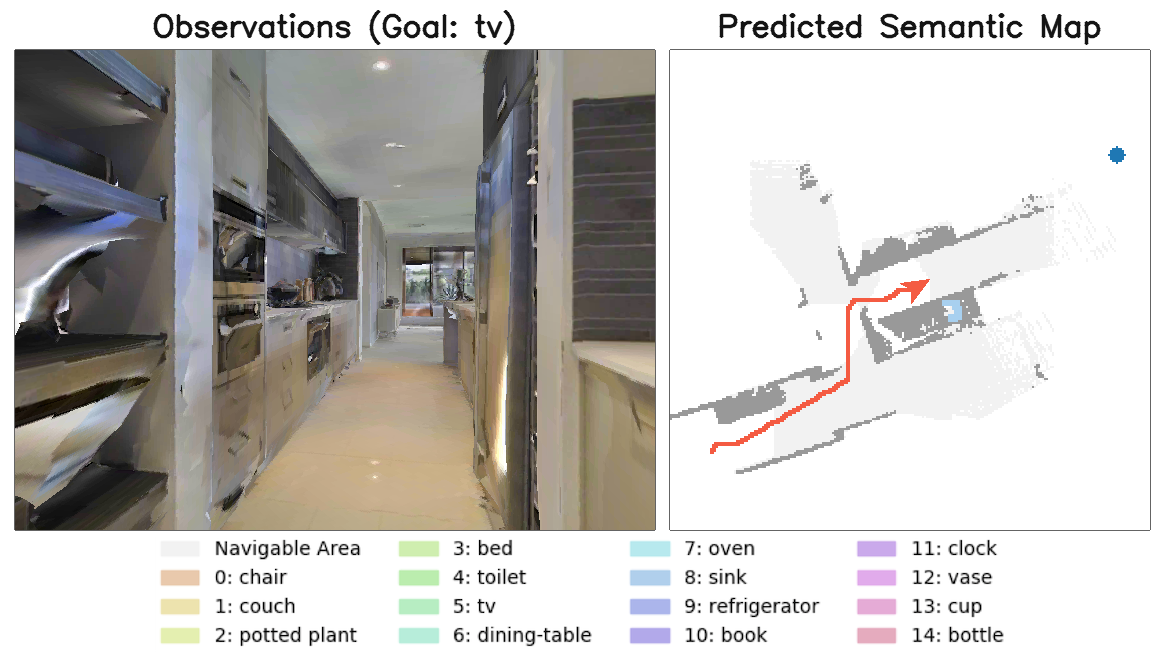 Observations (Goal: tv)
Predicted Semantic Map
Navigable Area
0: chair
1: couch
2: potted plant
3: bed
4: toilet
5: tv
6: dining-table
7: oven
8: sink
9: refrigerator
10: book
11: clock
12: vase
13: cup
14: bottle